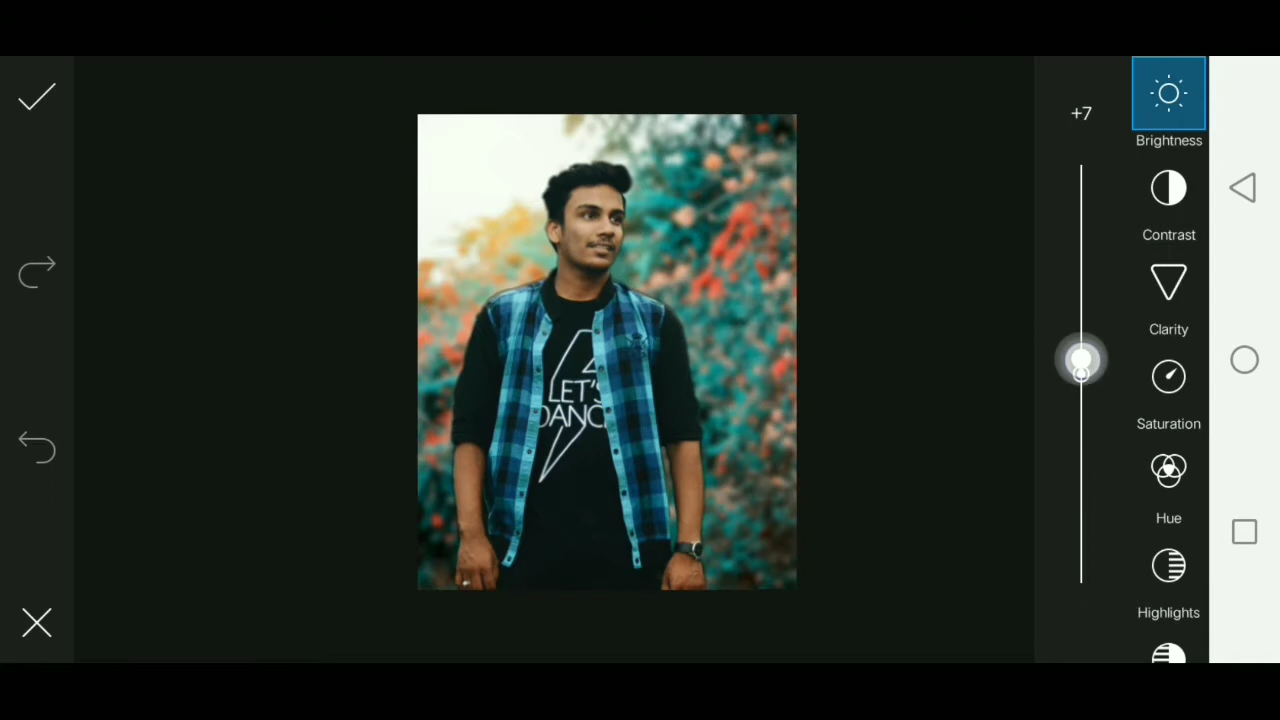 +7
Brightness
Contrast
Clarity
Saturation
Hue
Highlights
LET'S
DANC